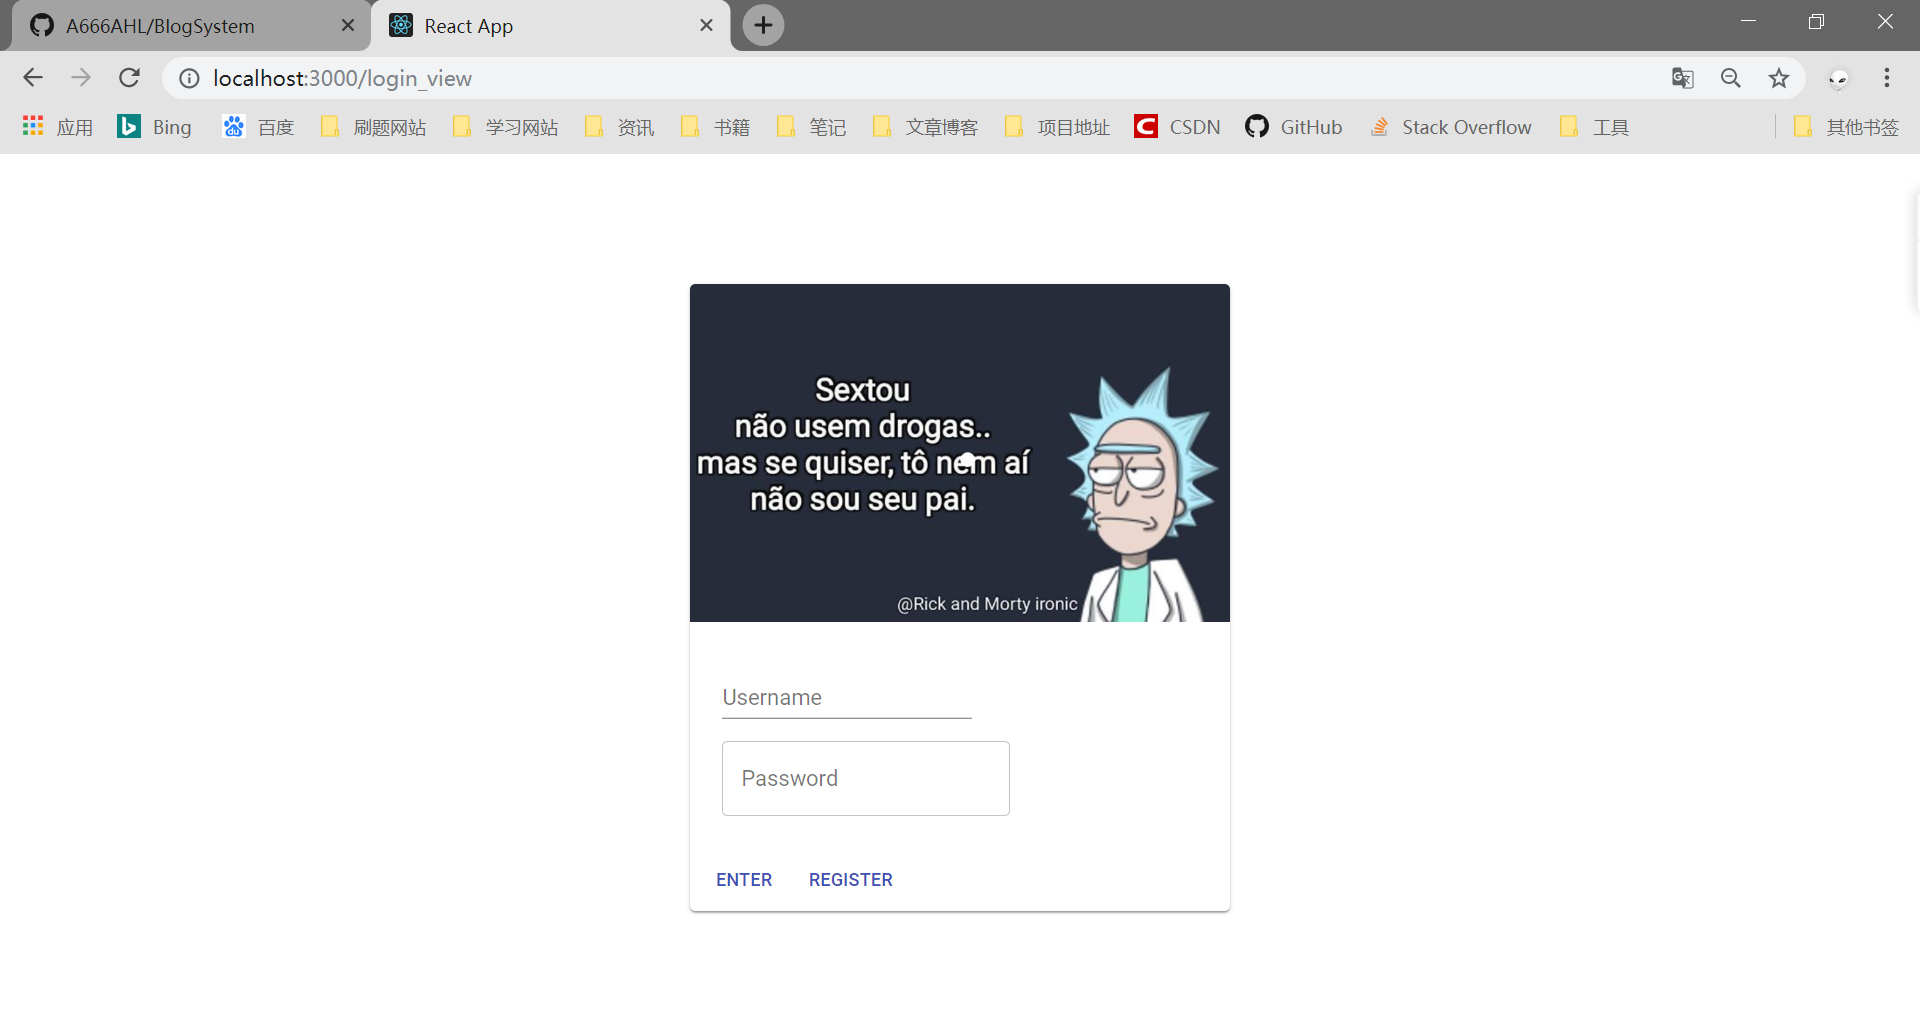 A666AHL/BlogSystem
React App
localhost:3000/login_view
应用 Bing 百度 刷题网站 学习网站 资讯 书籍 笔记 文章博客 项目地址 CSDN GitHub Stack Overflow 工具 其他书签
Sextou
não usem drogas..
mas se quiser, tô nem aí
não sou seu pai.
@Rick and Morty ironic
Username
Password
ENTER REGISTER